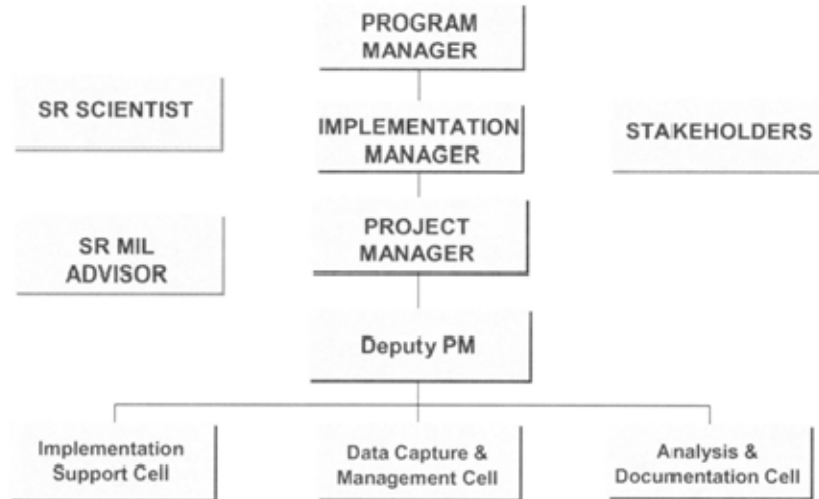 PROGRAM
MANAGER
SR SCIENTIST
IMPLEMENTATION
MANAGER
STAKEHOLDERS
PROJECT
MANAGER
SR MIL
ADVISOR
Deputy PM
Implementation
Support Cell
Data Capture &
Management Cell
Analysis &
Documentation Cell